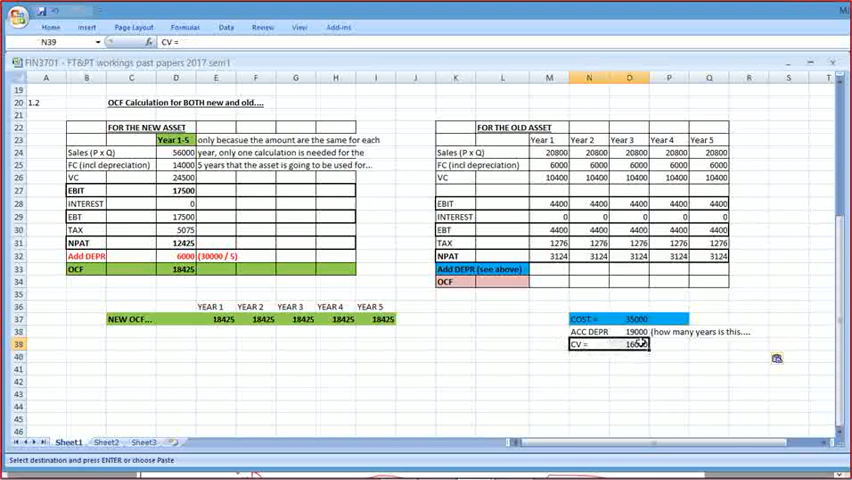 Home Insert Page Layout Formulas Data Review View Add-Ins
N39 fx CV =
FIN3701 - FT&PT workings past papers 2017 sem1
A B C D E F G H I J K L M N O P Q R S T
19
20 1.2 OCF Calculation for BOTH new and old....
21
22 FOR THE NEW ASSET FOR THE OLD ASSET
23 Year 1-5 only becasue the amount are the same for each Year 1 Year 2 Year 3 Year 4 Year 5
24 Sales (P x Q) 56000 year, only one calculation is needed for the Sales (P x Q) 20800 20800 20800 20800 20800
25 FC (incl depreciation) 14000 5 years that the asset is going to be used for... FC (incl depreciation) 6000 6000 6000 6000 6000
26 VC 24500 VC 10400 10400 10400 10400 10400
27 EBIT 17500
28 INTEREST 0 EBIT 4400 4400 4400 4400 4400
29 EBT 17500 INTEREST 0 0 0 0 0
30 TAX 5075 EBT 4400 4400 4400 4400 4400
31 NPAT 12425 TAX 1276 1276 1276 1276 1276
32 Add DEPR 6000 (30000 / 5) NPAT 3124 3124 3124 3124 3124
33 OCF 18425 Add DEPR (see above)
34 OCF
35
36 YEAR 1 YEAR 2 YEAR 3 YEAR 4 YEAR 5
37 NEW OCF... 18425 18425 18425 18425 18425 COST = 35000
38 ACC DEPR 19000 (how many years is this....
39 CV =
40
41
42
43
44
45
46
Sheet1 Sheet2 Sheet3
Select destination and press ENTER or choose Paste